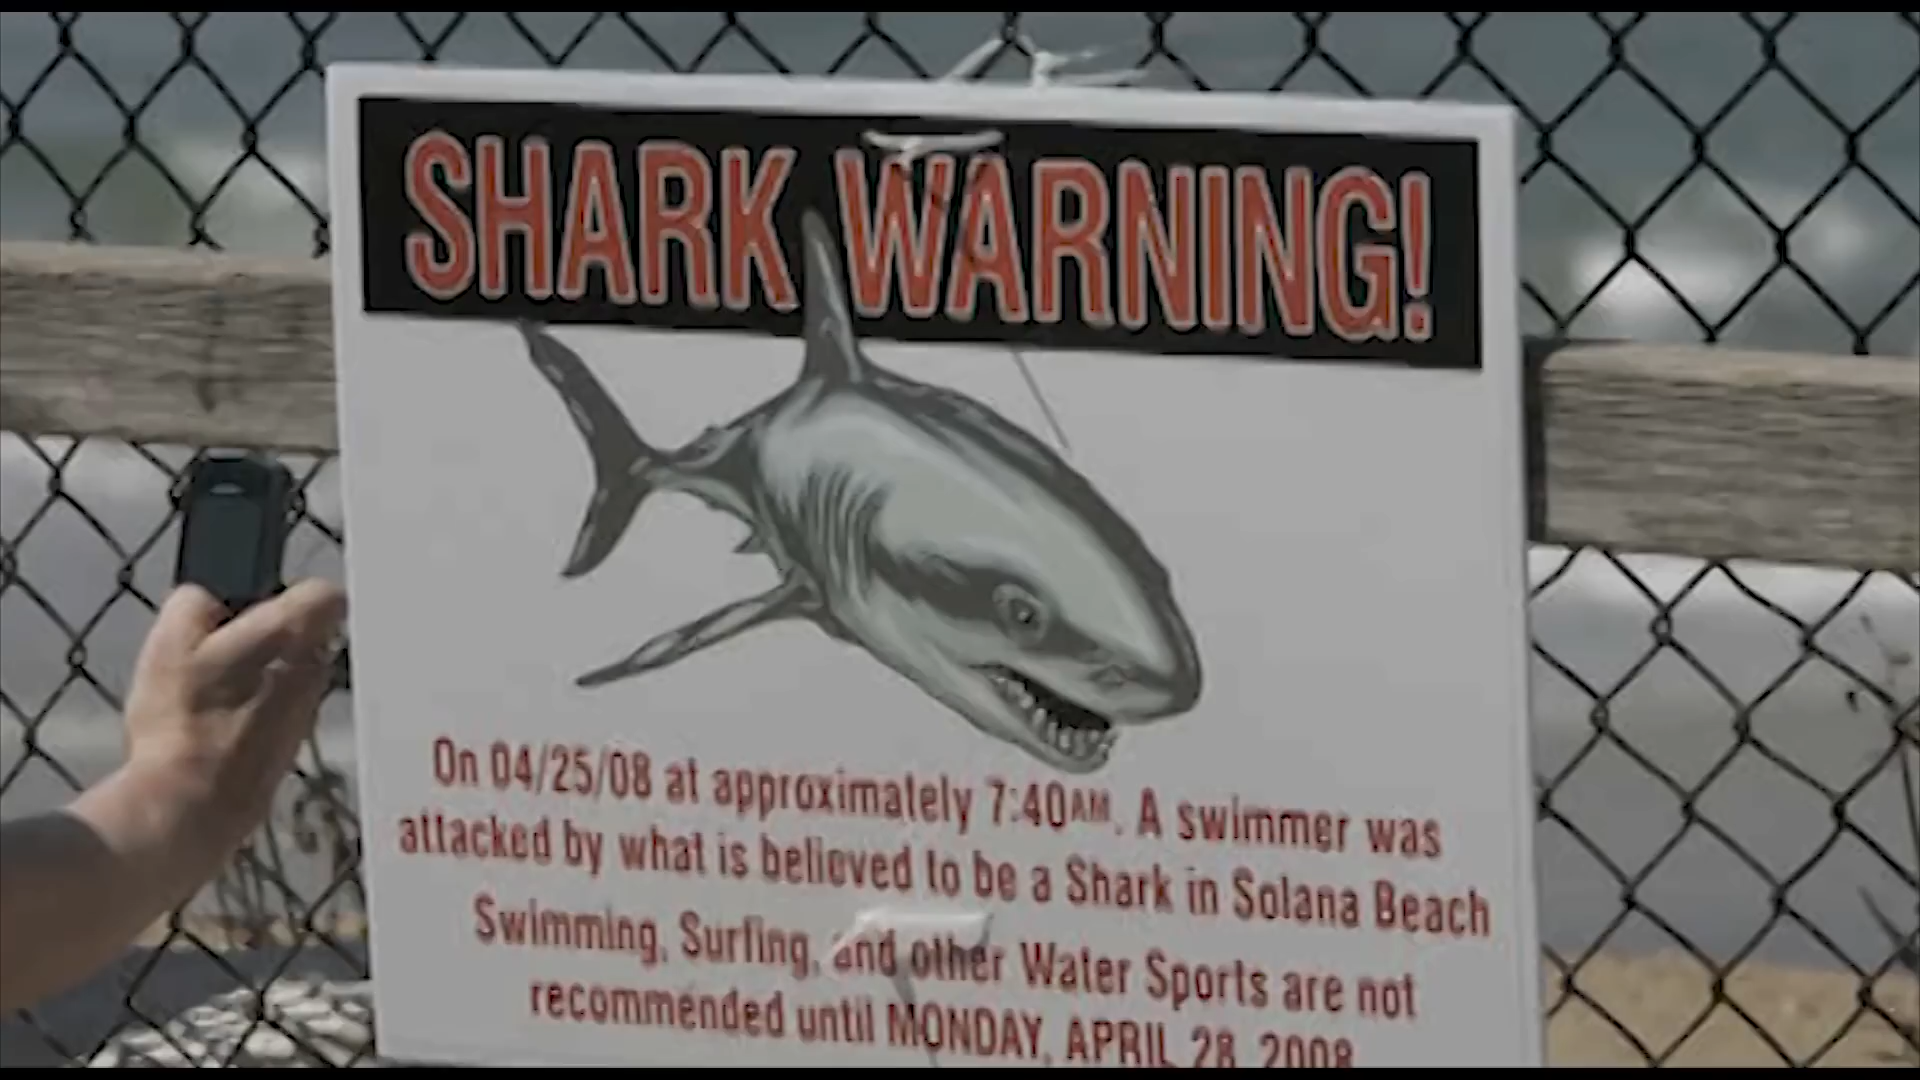 SHARK WARNING!
On 04/25/08 at approximately 7:40AM. A swimmer was
attacked by what is believed to be a Shark in Solana Beach
Swimming, Surfing, and other Water Sports are not
recommended until MONDAY, APRIL 28, 2008